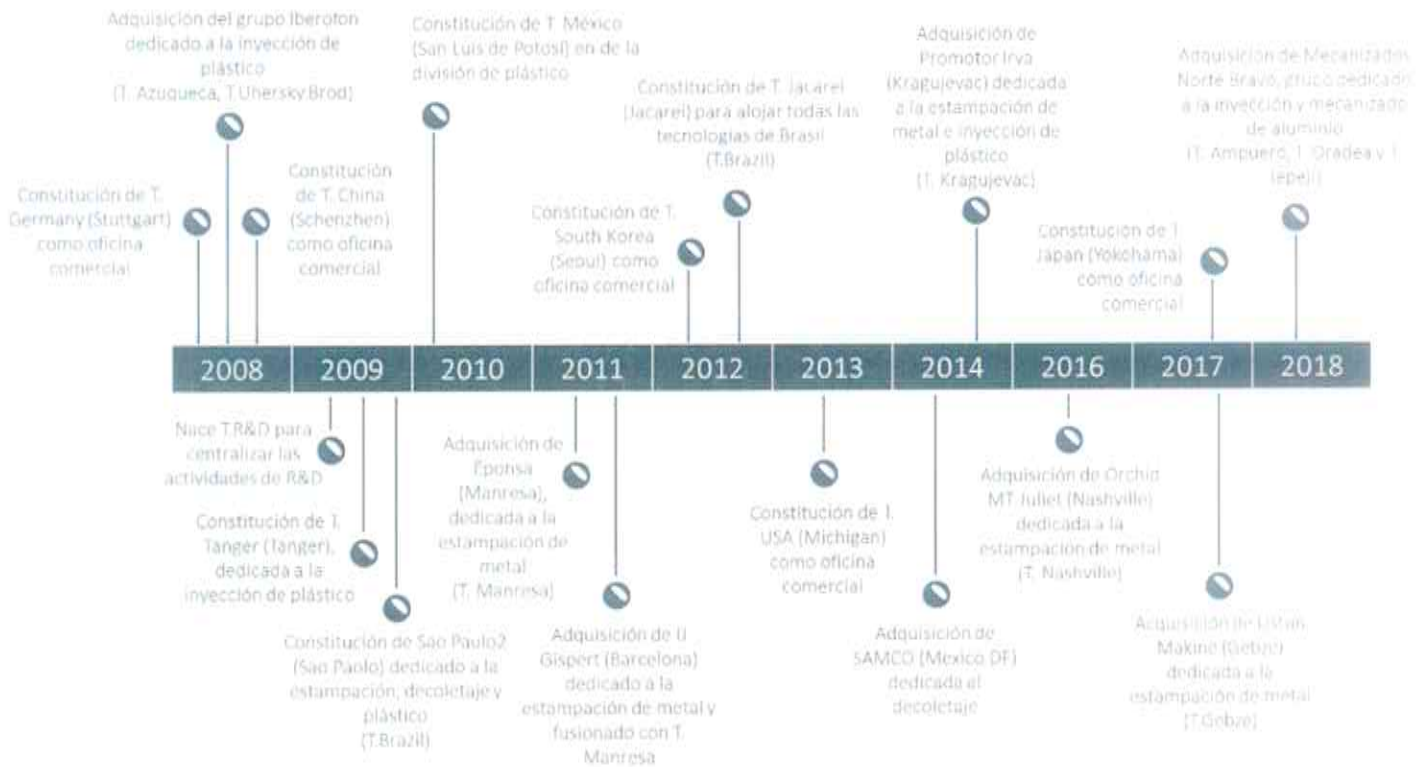 Adquisición del grupo Iberofon
dedicado a la inyección de
plástico
(T. Azuqueca, T.Uhersky.Brod)
Constitución de T. México
(San Luis de Potosí) en de la
división de plástico
Constitución de T. Jacarei
(Jacarei) para alojar todas las
tecnologías de Brasil
(T.Brazil)
Adquisición de
Promotor Irva
(Kragujevac) dedicada
a la estampación de
metal e inyección de
plástico
(T. Kragujevac)
Adquisición de Mecanizados
Norte Bravo, grupo dedicado
a la inyección y mecanizado
de aluminio
(T. Ampuero, T. Oradea y T.
Constitución de T.
Germany (Stuttgart)
como oficina
comercial
Constitución
de T. China
(Schenzhen)
como oficina
comercial
Constitución de T.
South Korea
(Seoul) como
oficina comercial
Constitución de T.
Japan (Yokohama)
como oficina
comercial
2008 2009 2010 2011 2012 2013 2014 2016 2017 2018
Nace T.R&D para
centralizar las
actividades de R&D
Constitución de T.
Tanger (Tanger),
dedicada a la
inyección de plástico
Constitución de Sao Paulo2
(Sao Paolo) dedicado a la
estampación, decoletaje y
plástico
(T.Brazil)
Adquisición de
Eponsa
(Manresa),
dedicada a la
estampación de
metal
(T. Manresa)
Adquisición de IJ
Gispert (Barcelona)
dedicado a la
estampación de metal y
fusionado con T.
Manresa
Constitución de T.
USA (Michigan)
como oficina
comercial
Adquisición de
SAMCO (Mexico DF)
dedicada al
decoletaje
Adquisición de Orchid
MT Juliet (Nashville)
dedicada a la
estampación de metal
(T. Nashville)
Adquisición de Ustun
Makine (Gebze)
dedicada a la
estampación de metal
(T.Gebze)